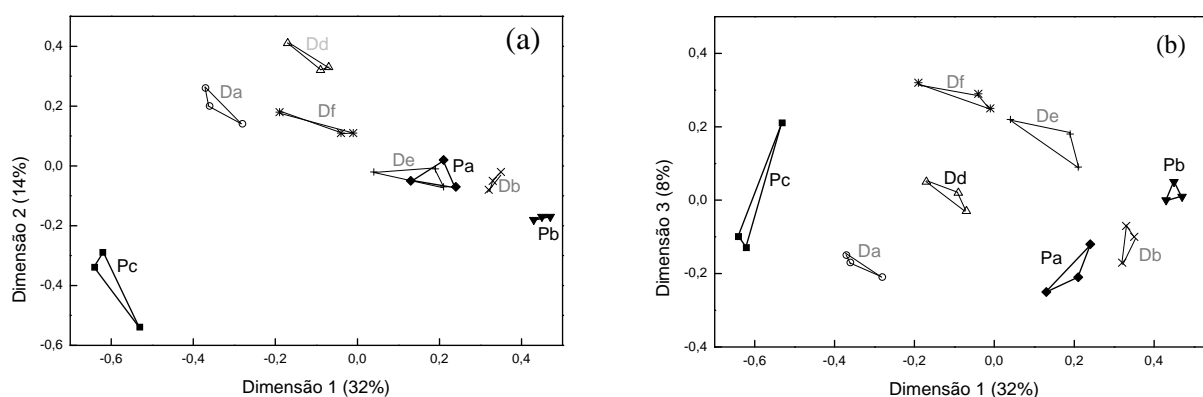 (a)
Dimensão 2 (14%)
0,4
0,2
0,0
-0,2
-0,4
-0,6
Dd
Da
Df
De
Pa
Db
Pb
Pc
-0,6 -0,4 -0,2 0,0 0,2 0,4
Dimensão 1 (32%)
(b)
Dimensão 3 (8%)
0,4
0,2
0,0
-0,2
-0,4
Df
De
Pb
Pc
Dd
Da
Pa
Db
-0,6 -0,4 -0,2 0,0 0,2 0,4
Dimensão 1 (32%)